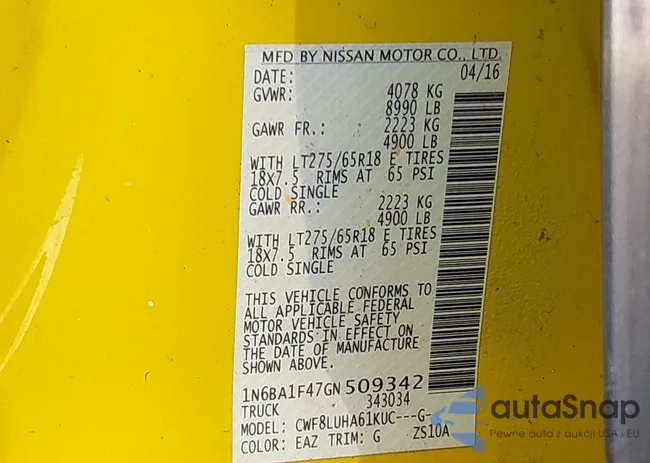 MFD BY NISSAN MOTOR CO., LTD.
DATE: 04/16
GVWR: 4078 KG
8990 LB
GAWR FR.: 2223 KG
4900 LB
WITH LT275/65R18 E TIRES
18X7.5 RIMS AT 65 PSI
COLD SINGLE
GAWR RR.: 2223 KG
4900 LB
WITH LT275/65R18 E TIRES
18X7.5 RIMS AT 65 PSI
COLD SINGLE
THIS VEHICLE CONFORMS TO
ALL APPLICABLE FEDERAL
MOTOR VEHICLE SAFETY
STANDARDS IN EFFECT ON
THE DATE OF MANUFACTURE
SHOWN ABOVE.
1N6BA1F47GN509342
TRUCK 343034
MODEL: CWF8LUHA61KUC---G-
COLOR: EAZ TRIM: G ZS10A
autaSnap
Pewne auta z aukcji USA i EU